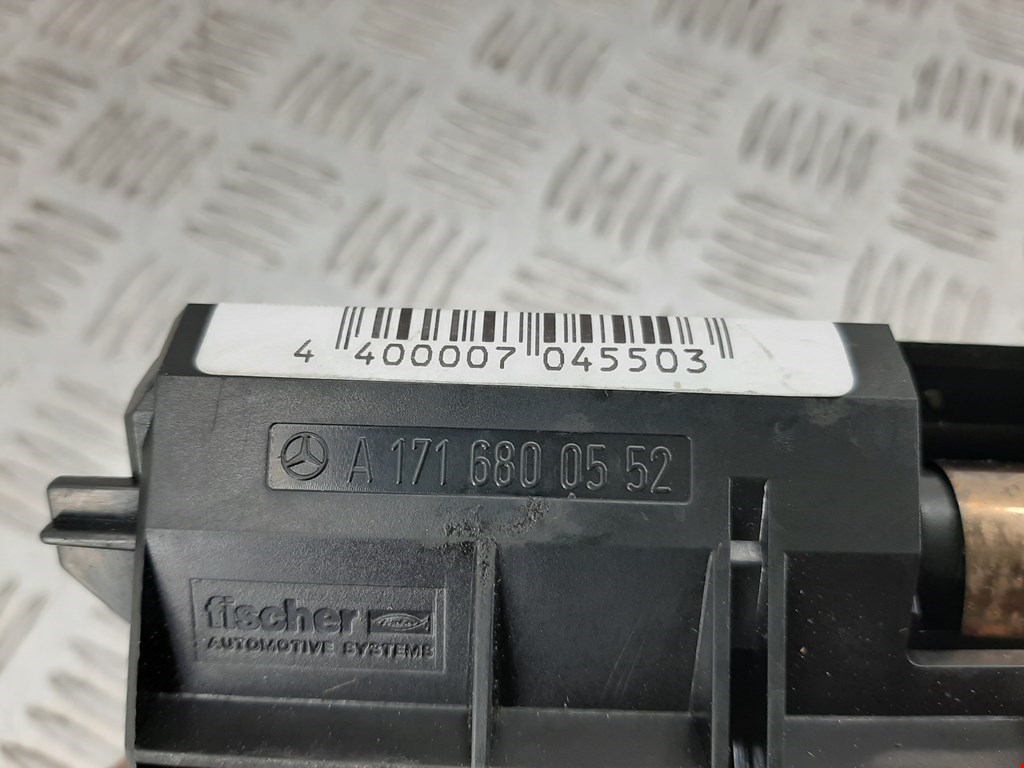 4 400007 045503
A 171 680 05 52
fischer
AUTOMOTIVE SYSTEMS